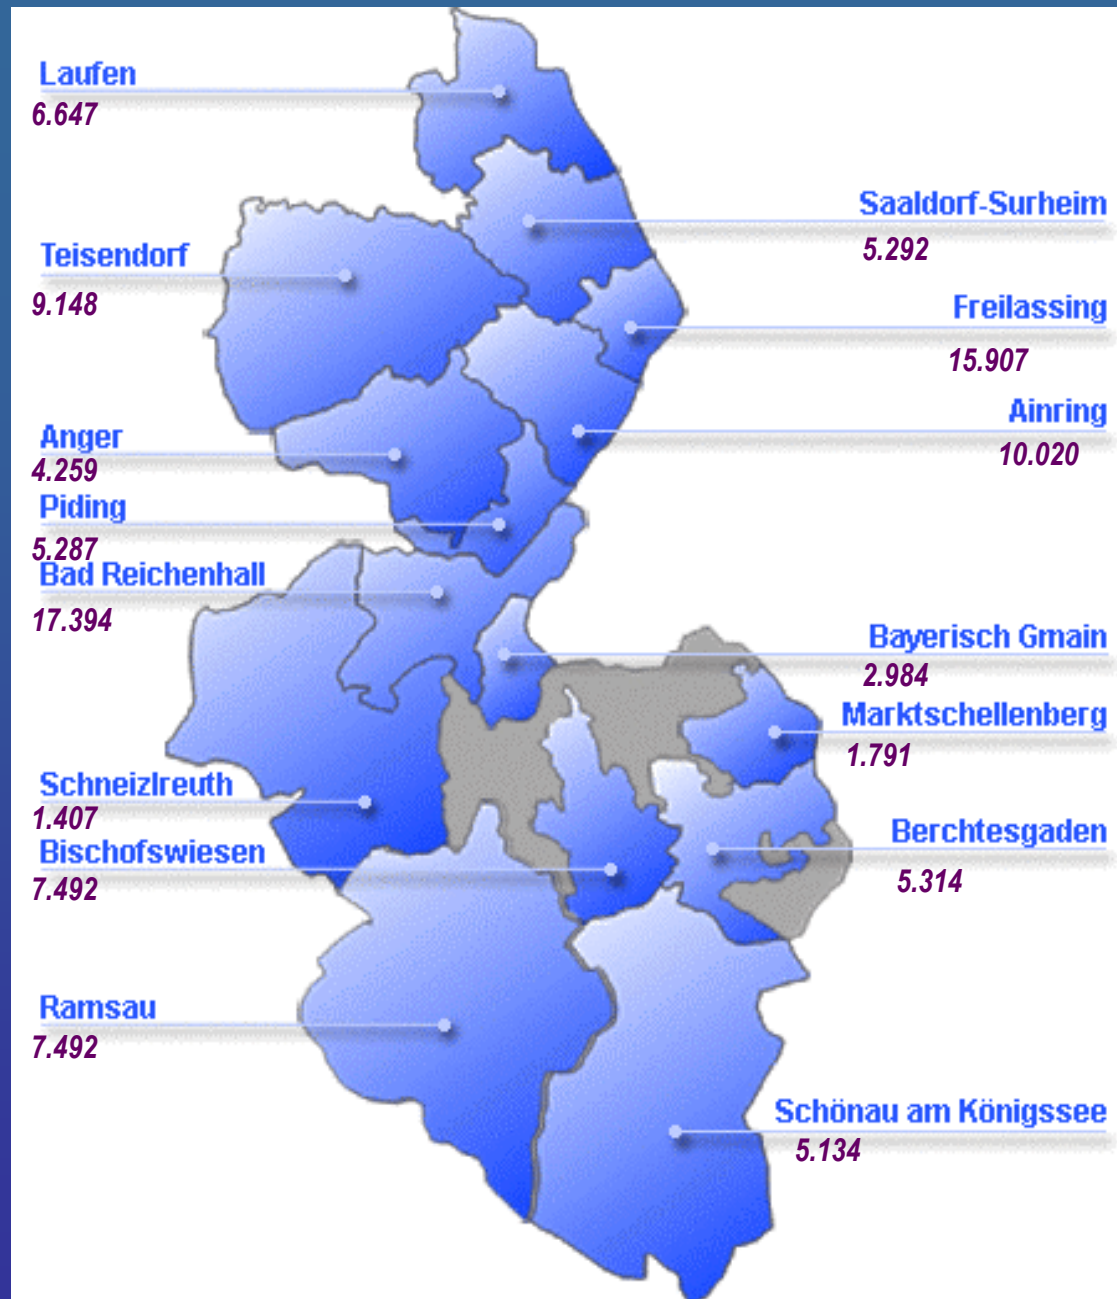 Laufen
6.647
Saaldorf-Surheim
5.292
Teisendorf
9.148
Freilassing
15.907
Ainring
10.020
Anger
4.259
Piding
5.287
Bad Reichenhall
17.394
Bayerisch Gmain
2.984
Marktschellenberg
1.791
Schneizlreuth
1.407
Berchtesgaden
5.314
Bischofswiesen
7.492
Ramsau
7.492
Schönau am Königssee
5.134